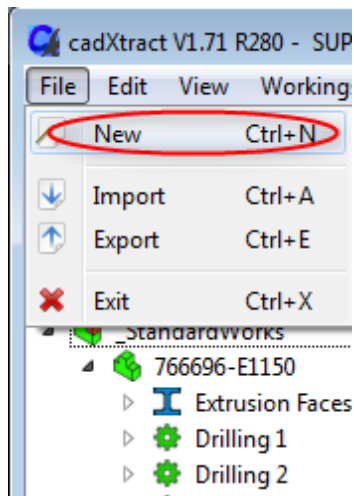 cadXtract V1.71 R280 - SUP
File Edit View Working
New Ctrl+N
Import Ctrl+A
Export Ctrl+E
Exit Ctrl+X
_StandardWorks
766696-E1150
Extrusion Faces
Drilling 1
Drilling 2